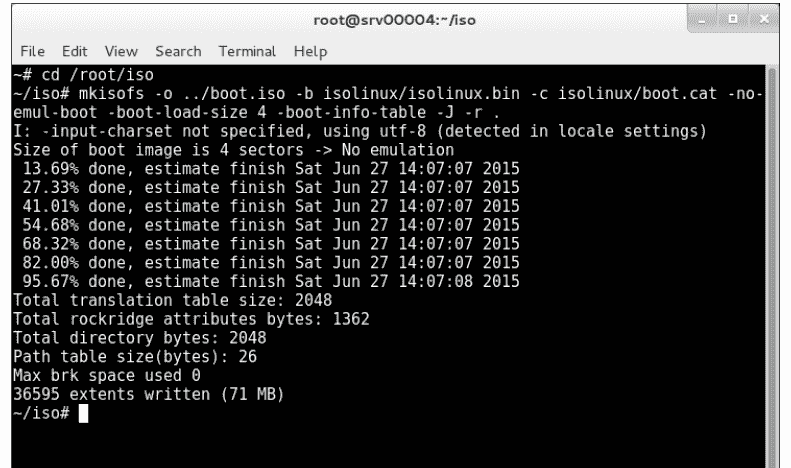 root@srv00004:~/iso
File Edit View Search Terminal Help
~# cd /root/iso
~/iso# mkisofs -o ../boot.iso -b isolinux/isolinux.bin -c isolinux/boot.cat -no-
emul-boot -boot-load-size 4 -boot-info-table -J -r .
I: -input-charset not specified, using utf-8 (detected in locale settings)
Size of boot image is 4 sectors -> No emulation
 13.69% done, estimate finish Sat Jun 27 14:07:07 2015
 27.33% done, estimate finish Sat Jun 27 14:07:07 2015
 41.01% done, estimate finish Sat Jun 27 14:07:07 2015
 54.68% done, estimate finish Sat Jun 27 14:07:07 2015
 68.32% done, estimate finish Sat Jun 27 14:07:07 2015
 82.00% done, estimate finish Sat Jun 27 14:07:07 2015
 95.67% done, estimate finish Sat Jun 27 14:07:08 2015
Total translation table size: 2048
Total rockridge attributes bytes: 1362
Total directory bytes: 2048
Path table size(bytes): 26
Max brk space used 0
36595 extents written (71 MB)
~/iso#